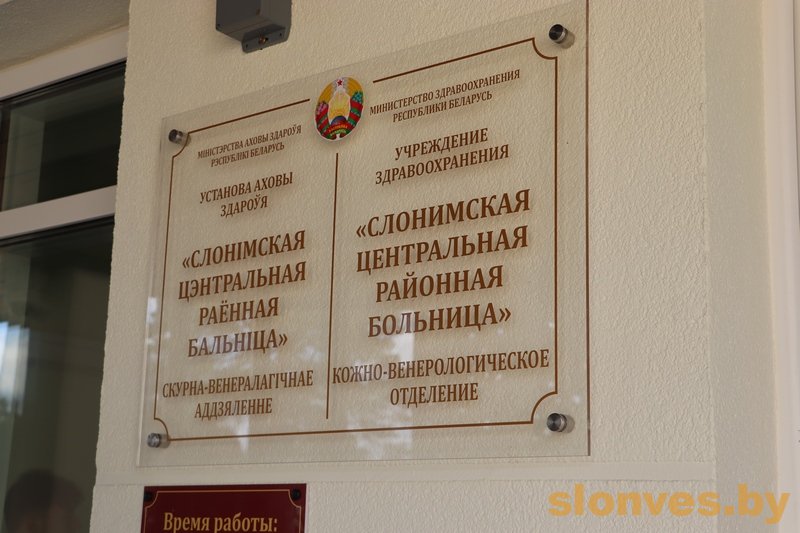 МІНІСТЭРСТВА АХОВЫ ЗДАРОЎЯ
РЭСПУБЛІКІ БЕЛАРУСЬ
УСТАНОВА АХОВЫ
ЗДАРОЎЯ
«СЛОНІМСКАЯ
ЦЭНТРАЛЬНАЯ
РАЁННАЯ
БАЛЬНІЦА»
СКУРНА-ВЕНЕРАЛАГІЧНАЕ
АДДЗЯЛЕННЕ
МИНИСТЕРСТВО ЗДРАВООХРАНЕНИЯ
РЕСПУБЛИКИ БЕЛАРУСЬ
УЧРЕЖДЕНИЕ
ЗДРАВООХРАНЕНИЯ
«СЛОНИМСКАЯ
ЦЕНТРАЛЬНАЯ
РАЙОННАЯ
БОЛЬНИЦА»
КОЖНО-ВЕНЕРОЛОГИЧЕСКОЕ
ОТДЕЛЕНИЕ
Время работы:
slonves.by